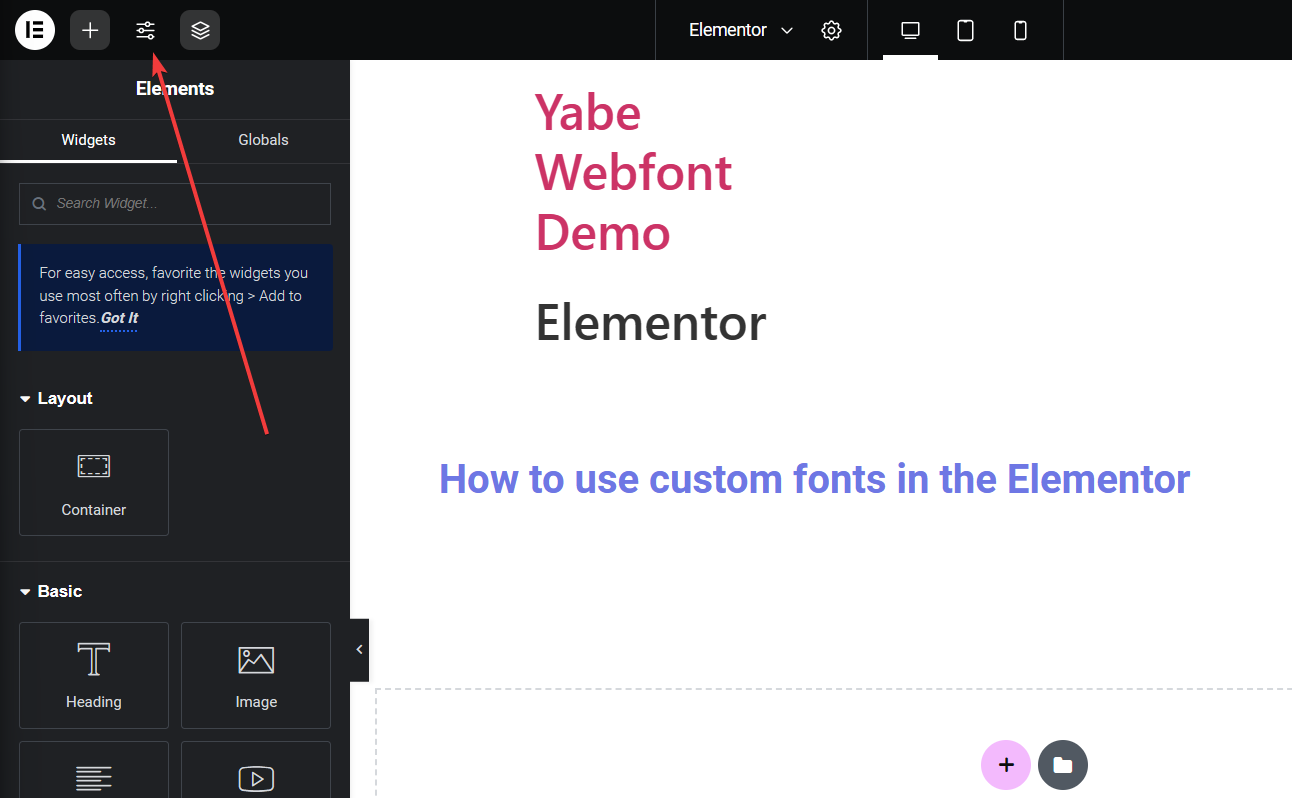 Elementor
Elements
Widgets
Globals
Search Widget...
For easy access, favorite the widgets you
use most often by right clicking > Add to
favorites.Got It
Layout
Container
Basic
Heading
Image
Yabe
Webfont
Demo
Elementor
How to use custom fonts in the Elementor